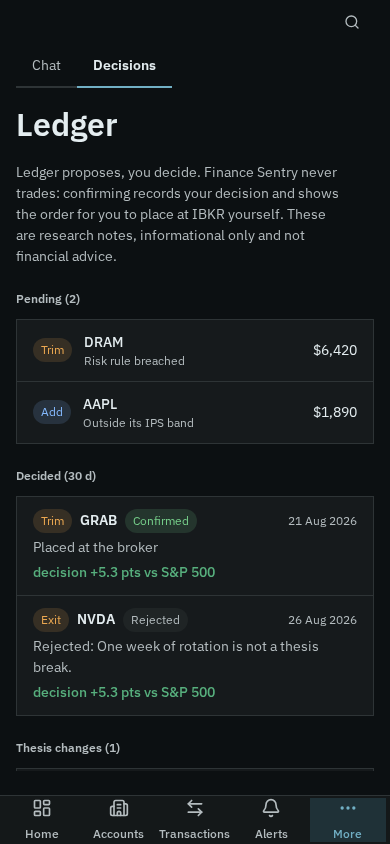 Chat Decisions
Ledger
Ledger proposes, you decide. Finance Sentry never
trades: confirming records your decision and shows
the order for you to place at IBKR yourself. These
are research notes, informational only and not
financial advice.
Pending (2)
Trim DRAM $6,420
Risk rule breached
Add AAPL $1,890
Outside its IPS band
Decided (30 d)
Trim GRAB Confirmed 21 Aug 2026
Placed at the broker
decision +5.3 pts vs S&P 500
Exit NVDA Rejected 26 Aug 2026
Rejected: One week of rotation is not a thesis
break.
decision +5.3 pts vs S&P 500
Thesis changes (1)
Home Accounts Transactions Alerts More